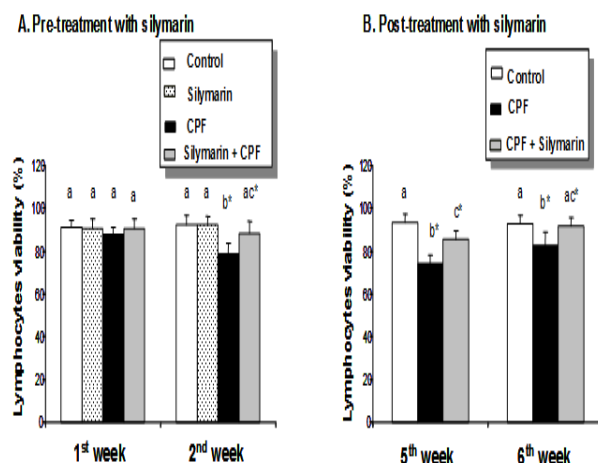 A. Pre-treatment with silymarin
Control
Silymarin
CPF
Silymarin + CPF
Lymphocytes viability (%)
120
100
80
60
40
20
0
a a a a a a b* ac*
1st week 2nd week
B. Post-treatment with silymarin
Control
CPF
CPF + Silymarin
Lymphocytes viability (%)
120
100
80
60
40
20
0
a b* c* a b* ac*
5th week 6th week